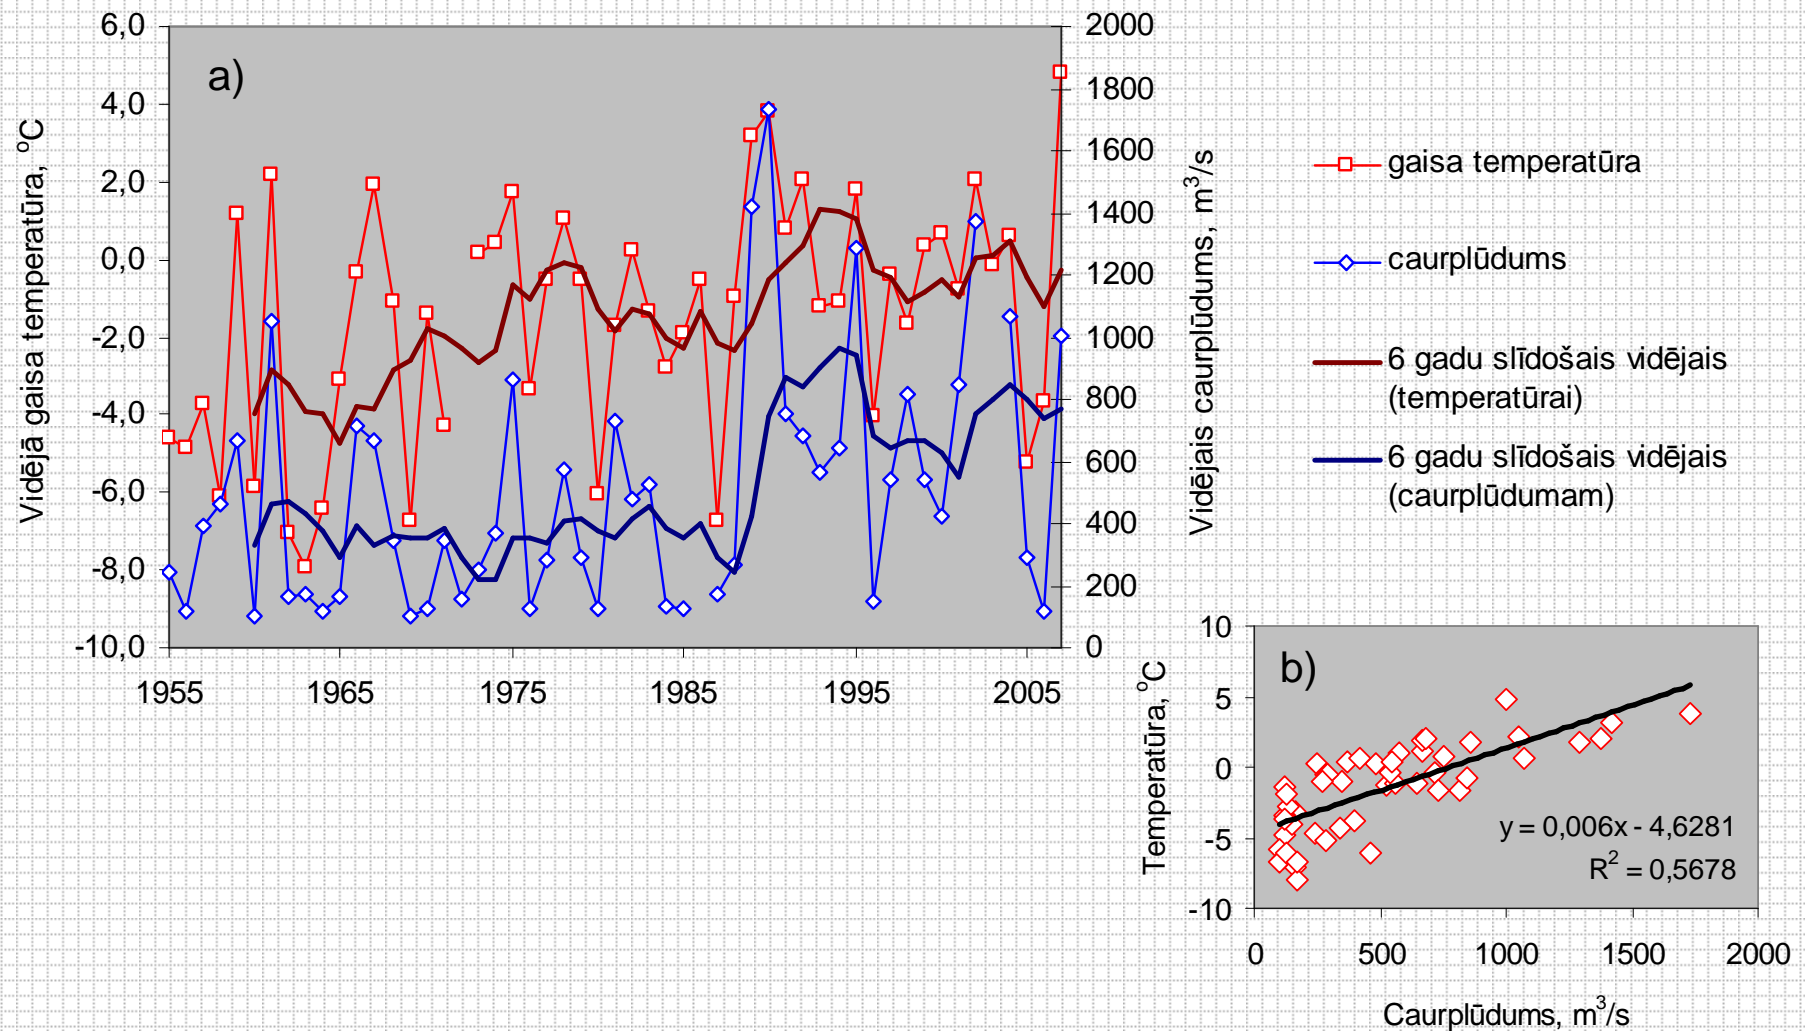 a)
Vidējā gaisa temperatūra, °C
6,0
4,0
2,0
0,0
-2,0
-4,0
-6,0
-8,0
-10,0
1955 1965 1975 1985 1995 2005
2000
1800
1600
1400
1200
1000
800
600
400
200
0
Vidējais caurplūdums, m³/s
gaisa temperatūra
caurplūdums
6 gadu slīdošais vidējais
(temperatūrai)
6 gadu slīdošais vidējais
(caurplūdumam)
b)
Temperatūra, °C
10
5
0
-5
-10
y = 0,006x - 4,6281
R² = 0,5678
0 500 1000 1500 2000
Caurplūdums, m³/s